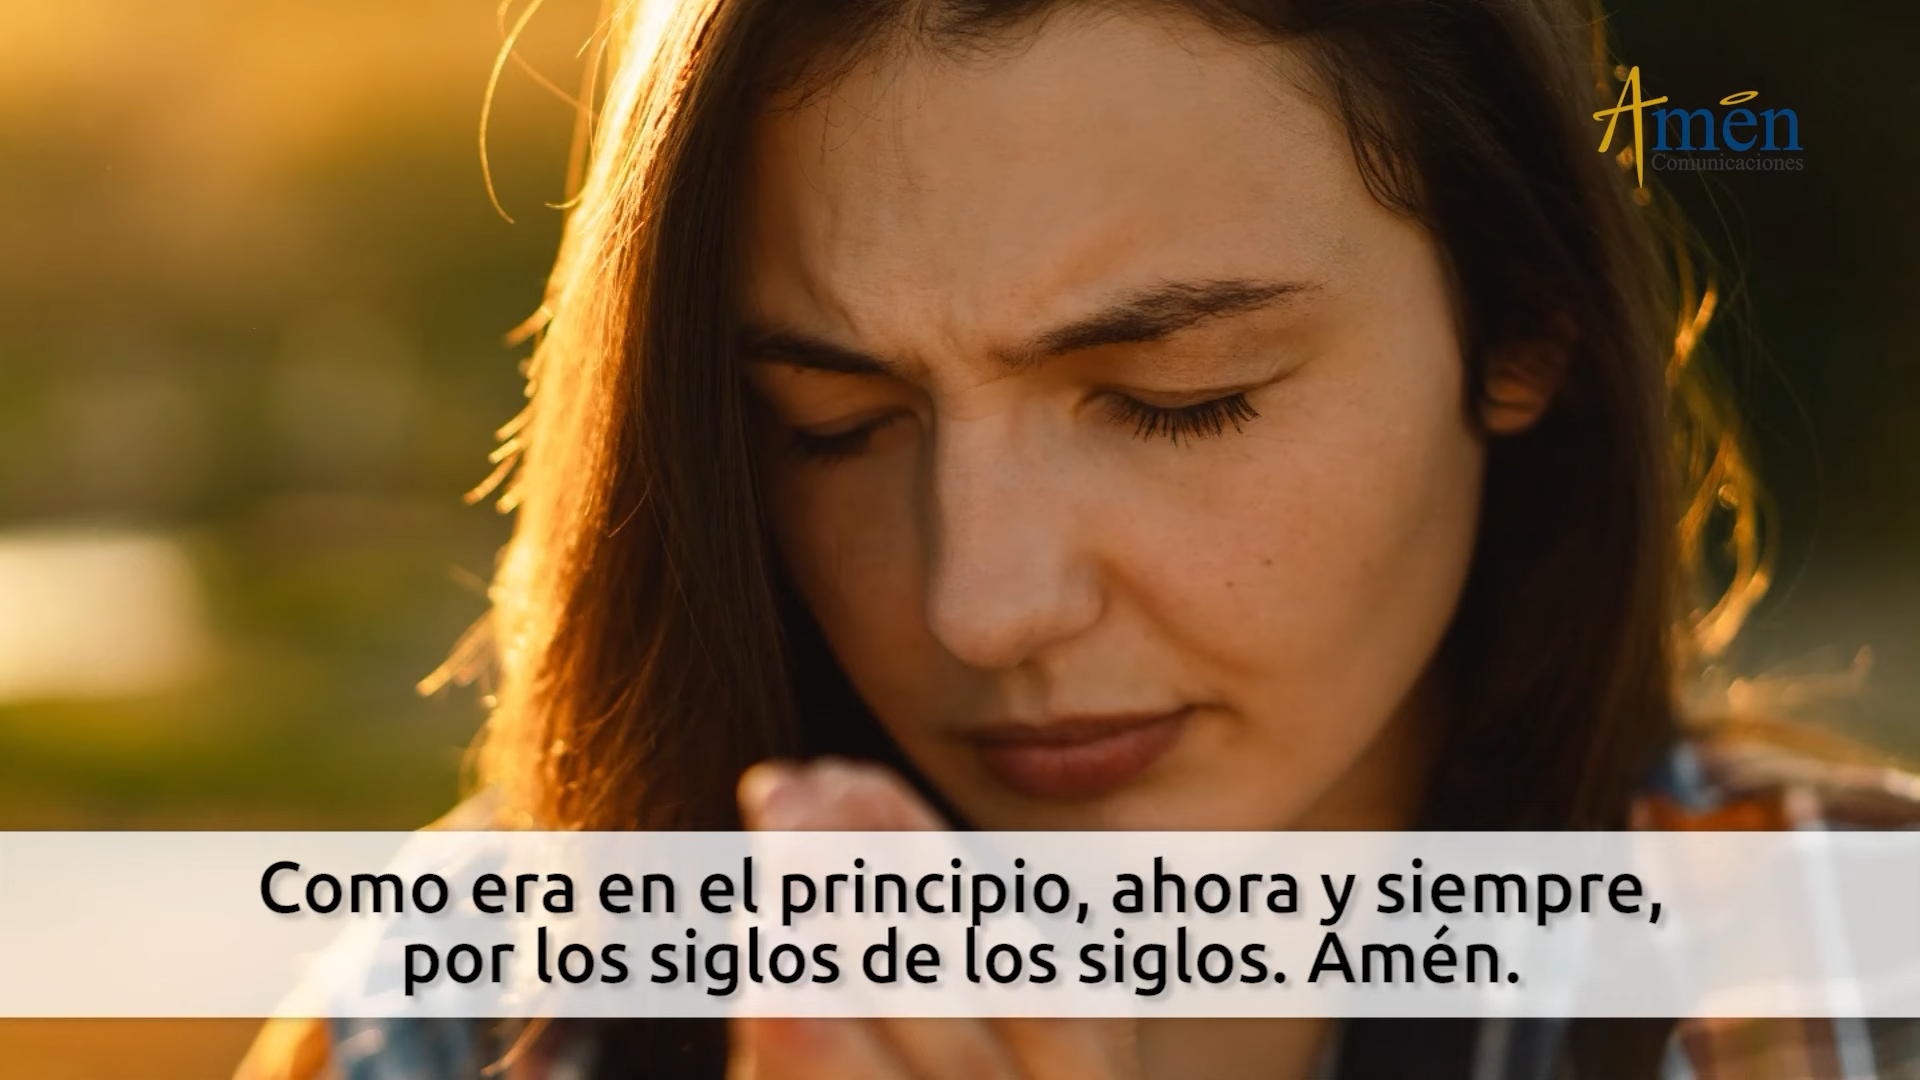 Amén
Comunicaciones
Como era en el principio, ahora y siempre,
por los siglos de los siglos. Amén.